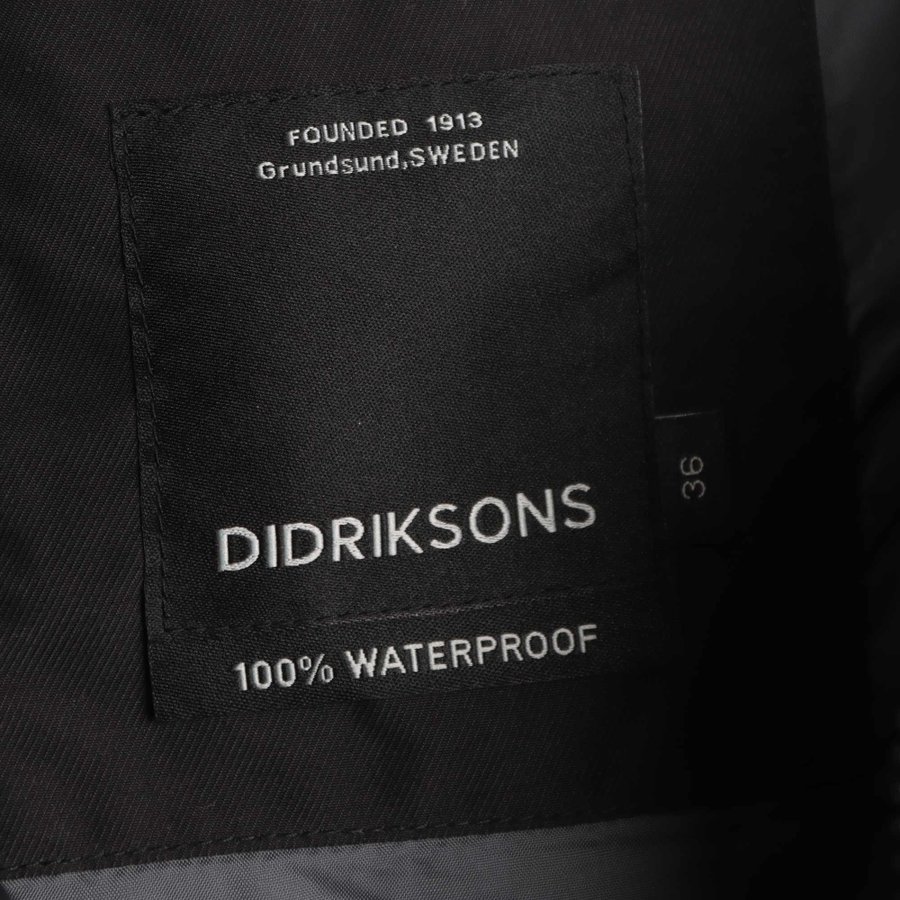 FOUNDED 1913
Grundsund,SWEDEN
DIDRIKSONS
100% WATERPROOF
36